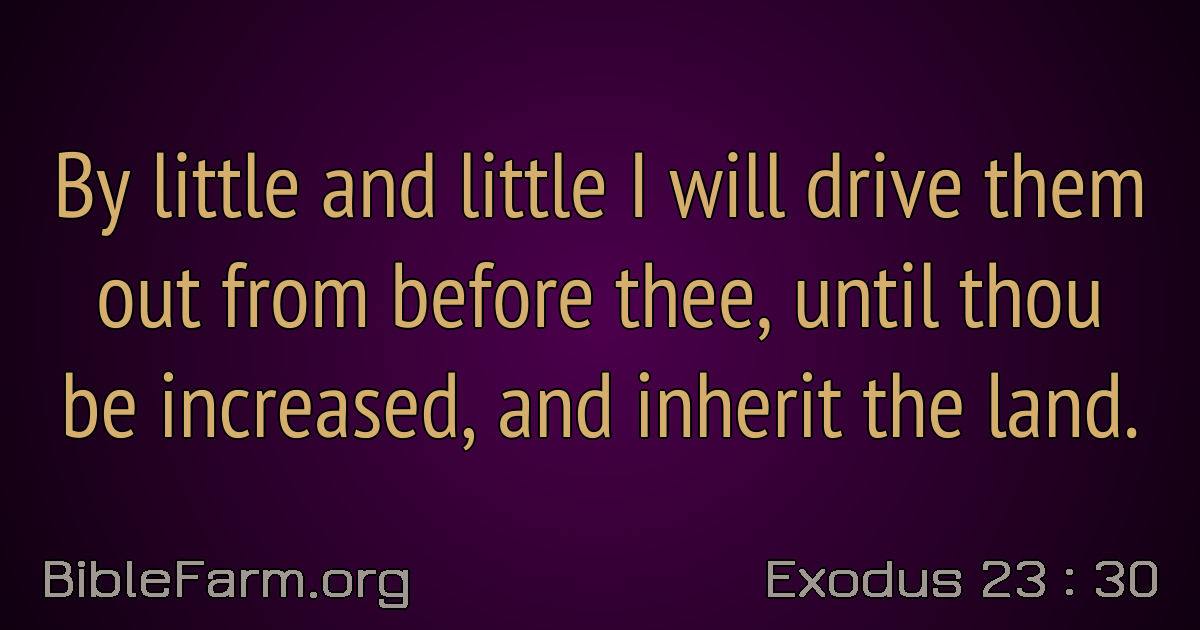 By little and little I will drive them
out from before thee, until thou
be increased, and inherit the land.
BibleFarm.org
Exodus 23 : 30